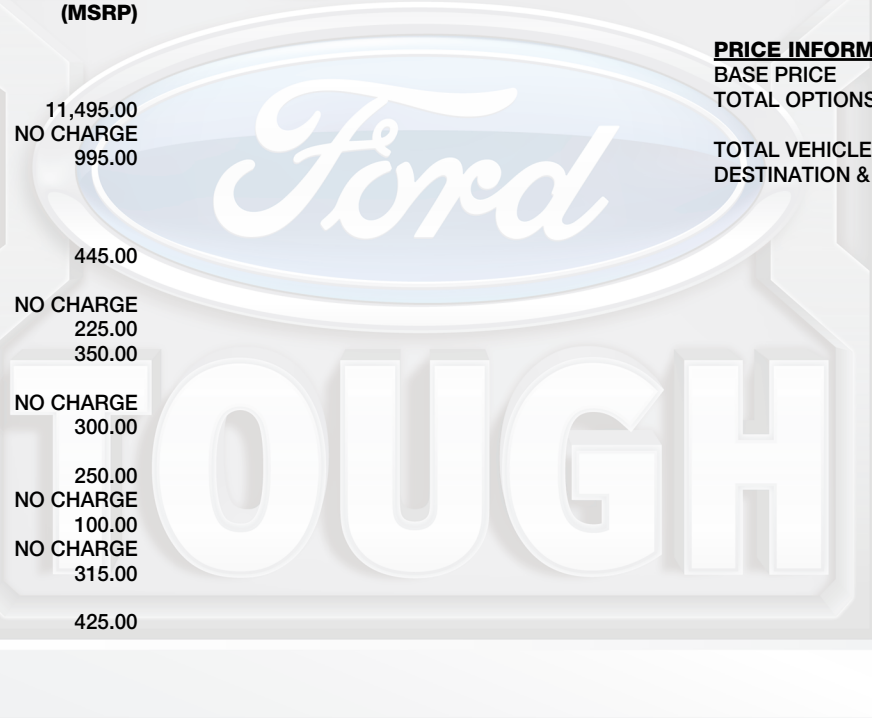 (MSRP)
11,495.00
NO CHARGE
995.00
445.00
NO CHARGE
225.00
350.00
NO CHARGE
300.00
250.00
NO CHARGE
100.00
NO CHARGE
315.00
425.00
PRICE INFORM
BASE PRICE
TOTAL OPTIONS
TOTAL VEHICLE
DESTINATION &
Ford
TOUGH